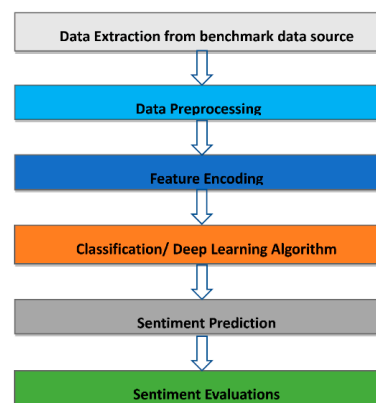 Data Extraction from benchmark data source
Data Preprocessing
Feature Encoding
Classification/ Deep Learning Algorithm
Sentiment Prediction
Sentiment Evaluations